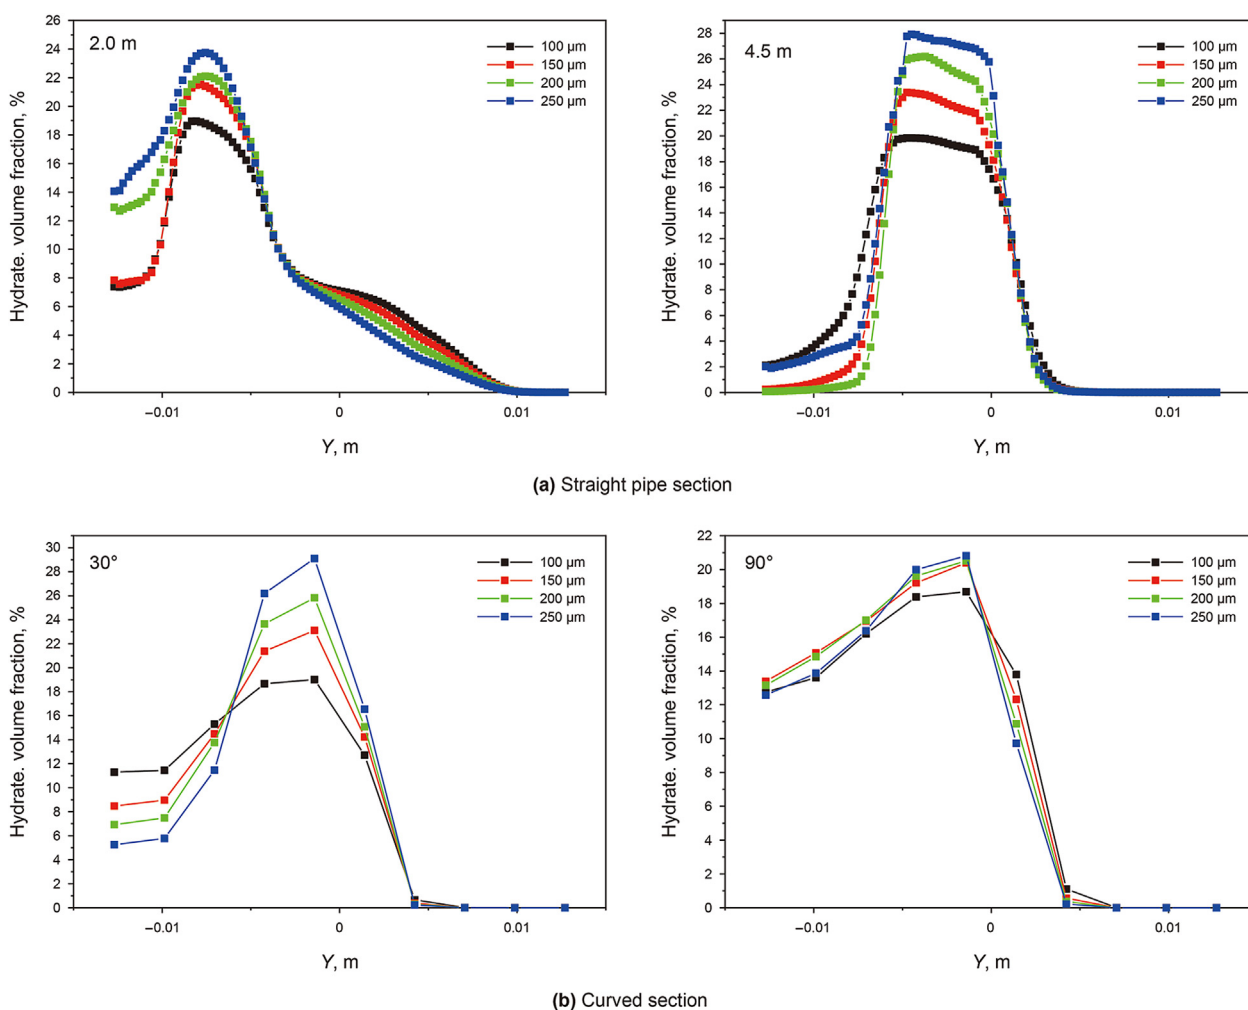 2.0 m
100 µm
150 µm
200 µm
250 µm
Hydrate. volume fraction, %
26
24
22
20
18
16
14
12
10
8
6
4
2
0
−0.01
0
0.01
Y, m
4.5 m
100 µm
150 µm
200 µm
250 µm
Hydrate. volume fraction, %
28
26
24
22
20
18
16
14
12
10
8
6
4
2
0
−0.01
0
0.01
Y, m
(a) Straight pipe section
30°
100 µm
150 µm
200 µm
250 µm
Hydrate. volume fraction, %
30
28
26
24
22
20
18
16
14
12
10
8
6
4
2
0
−0.01
0
0.01
Y, m
90°
100 µm
150 µm
200 µm
250 µm
Hydrate. volume fraction, %
22
20
18
16
14
12
10
8
6
4
2
0
−0.01
0
0.01
Y, m
(b) Curved section